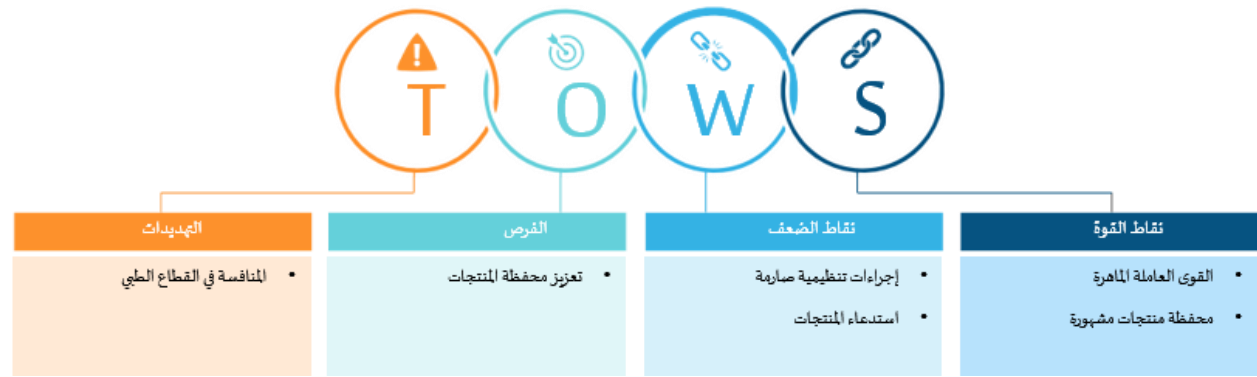 S
W
O
T
نقاط القوة
القوى العاملة الماهرة
محفظة منتجات مشهورة
نقاط الضعف
إجراءات تنظيمية صارمة
استدعاء المنتجات
الفرص
تعزيز محفظة المنتجات
التهديدات
المنافسة في القطاع الطبي